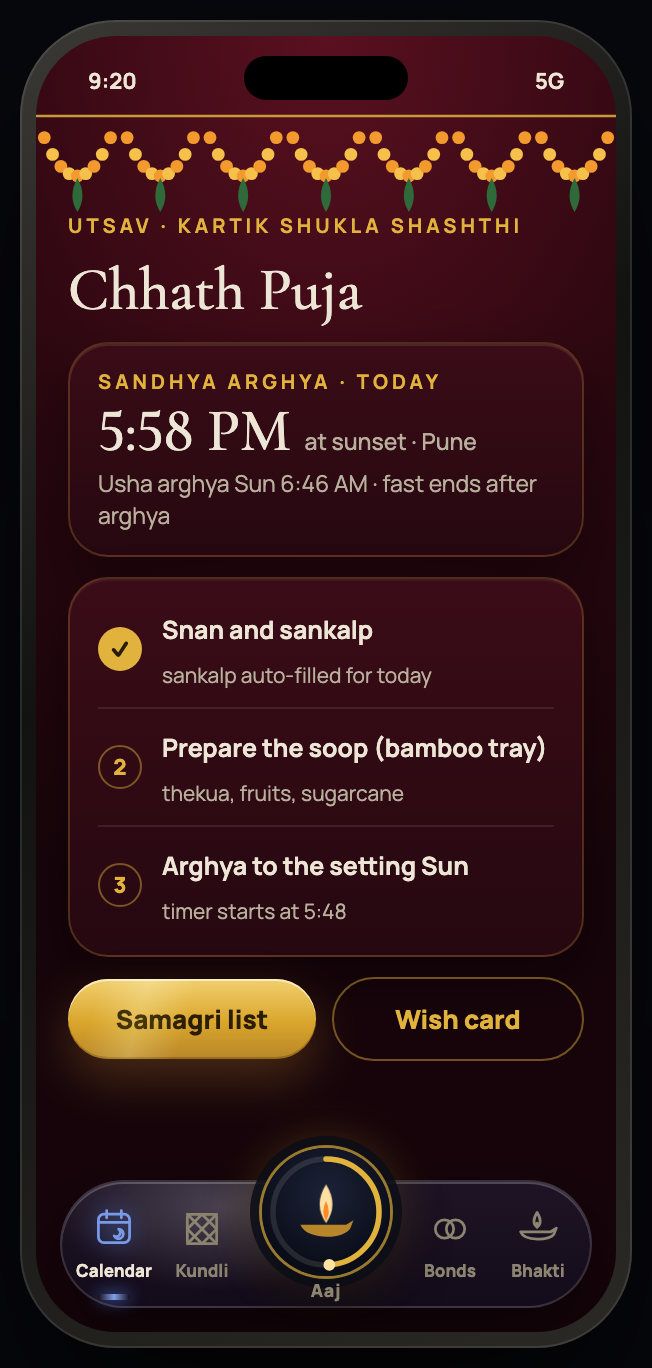 9:20
5G
UTSAV · KARTIK SHUKLA SHASHTHI
Chhath Puja
SANDHYA ARGHYA · TODAY
5:58 PM at sunset · Pune
Usha arghya Sun 6:46 AM · fast ends after
arghya
Snan and sankalp
sankalp auto-filled for today
2
Prepare the soop (bamboo tray)
thekua, fruits, sugarcane
3
Arghya to the setting Sun
timer starts at 5:48
Samagri list
Wish card
Calendar
Kundli
Aaj
Bonds
Bhakti